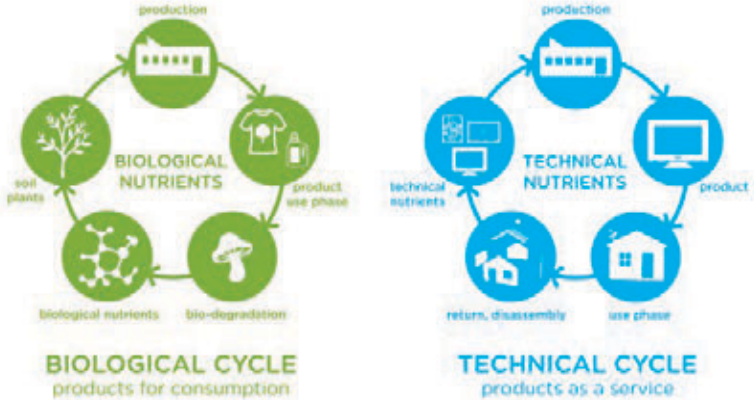 production
BIOLOGICAL
NUTRIENTS
soil
plants
product
use phase
biological nutrients
bio-degradation
BIOLOGICAL CYCLE
products for consumption
production
TECHNICAL
NUTRIENTS
technical
nutrients
product
return, disassembly
use phase
TECHNICAL CYCLE
products as a service